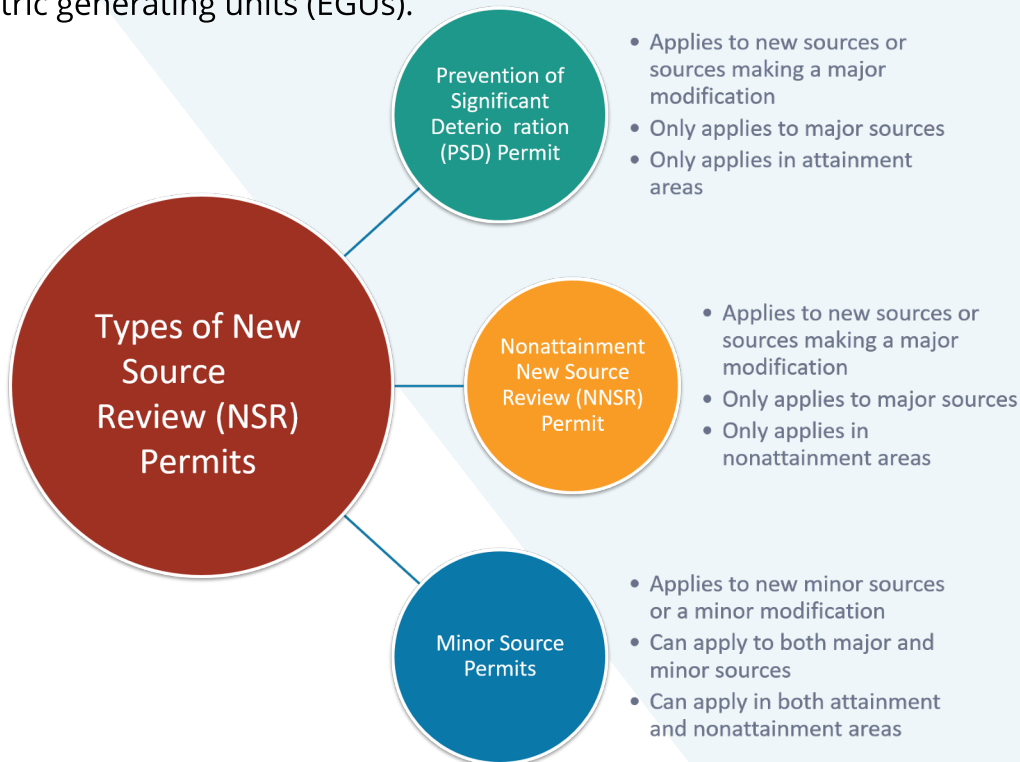 tric generating units (EGUs).
Prevention of
Significant
Deterio ration
(PSD) Permit
• Applies to new sources or
sources making a major
modification
• Only applies to major sources
• Only applies in attainment
areas
Types of New
Source
Review (NSR)
Permits
Nonattainment
New Source
Review (NNSR)
Permit
• Applies to new sources or
sources making a major
modification
• Only applies to major sources
• Only applies in
nonattainment areas
Minor Source
Permits
• Applies to new minor sources
or a minor modification
• Can apply to both major and
minor sources
• Can apply in both attainment
and nonattainment areas